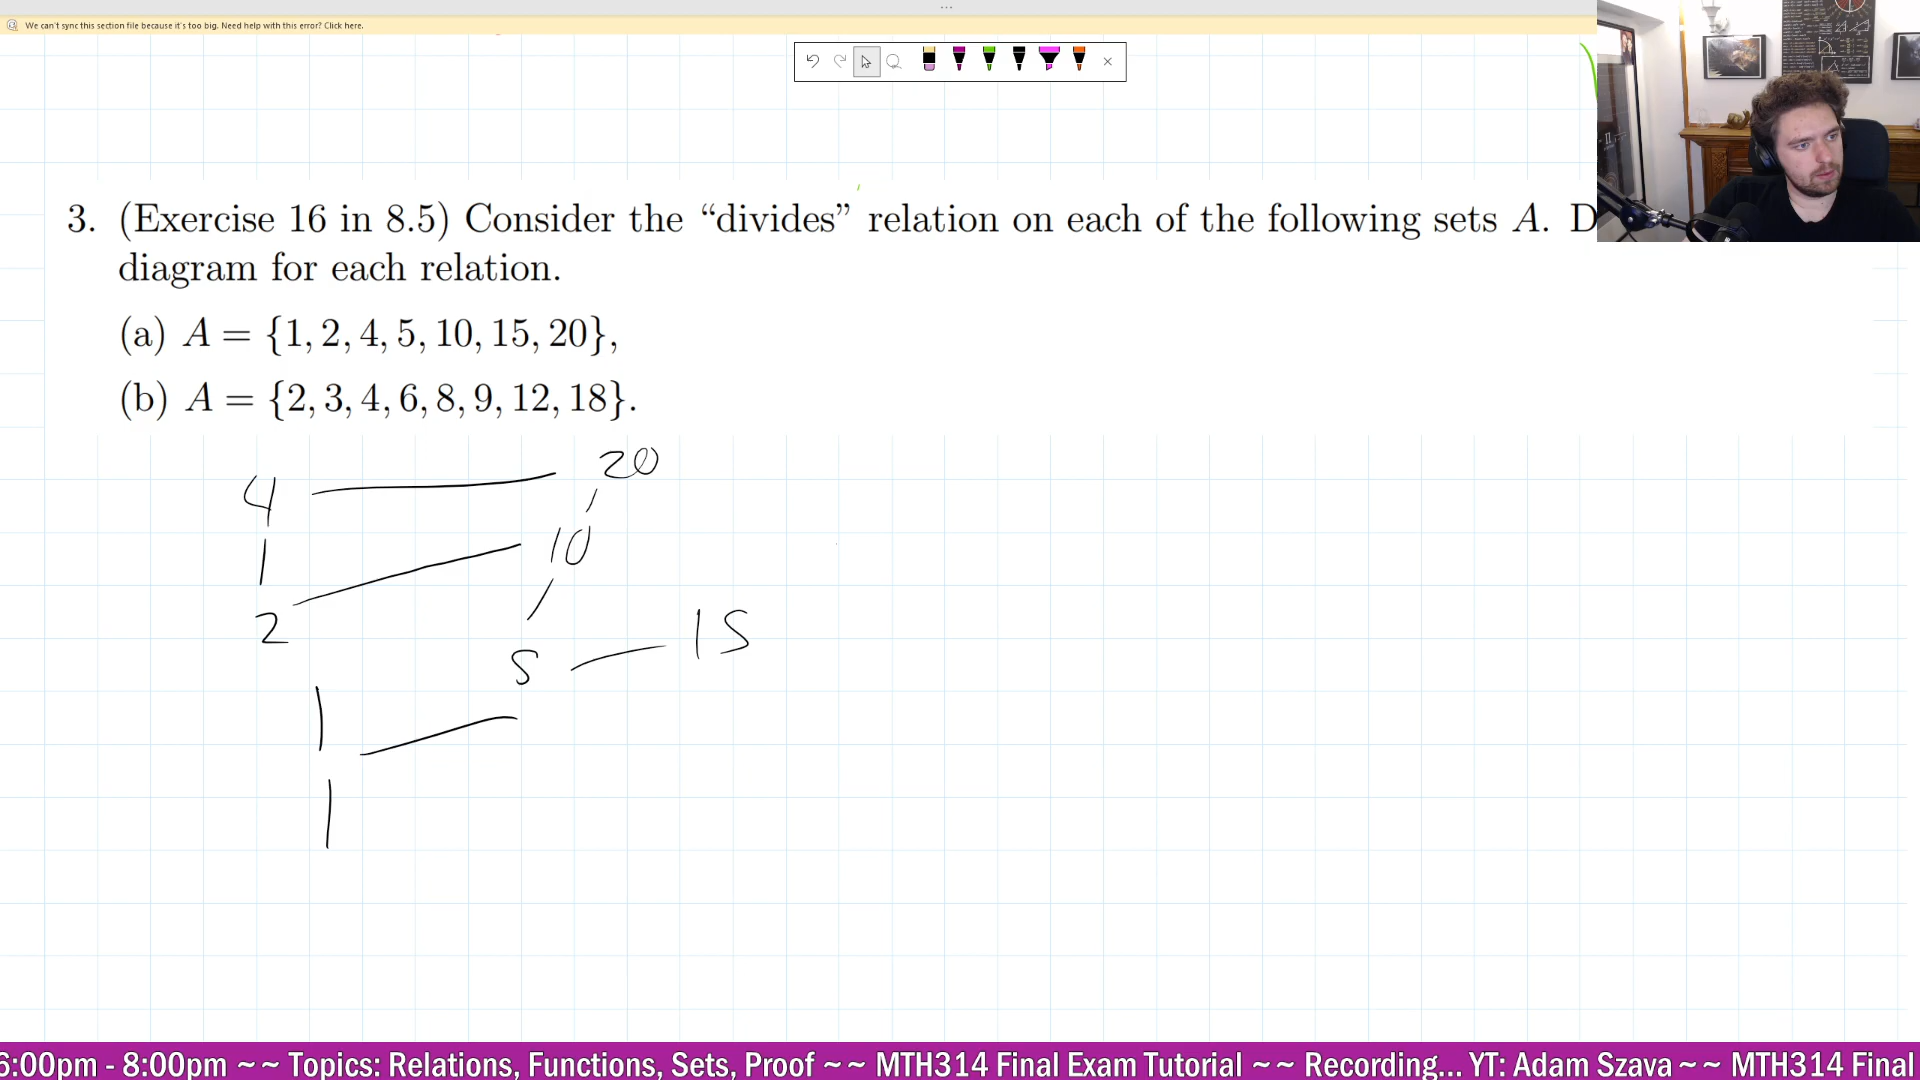 We can't sync this section file because it's too big. Need help with this error? Click here.
3. (Exercise 16 in 8.5) Consider the “divides” relation on each of the following sets A. D
diagram for each relation.
(a) A = {1, 2, 4, 5, 10, 15, 20},
(b) A = {2, 3, 4, 6, 8, 9, 12, 18}.
4 20
10
2 15
5
1
6:00pm - 8:00pm ~~ Topics: Relations, Functions, Sets, Proof ~~ MTH314 Final Exam Tutorial ~~ Recording... YT: Adam Szava ~~ MTH314 Final